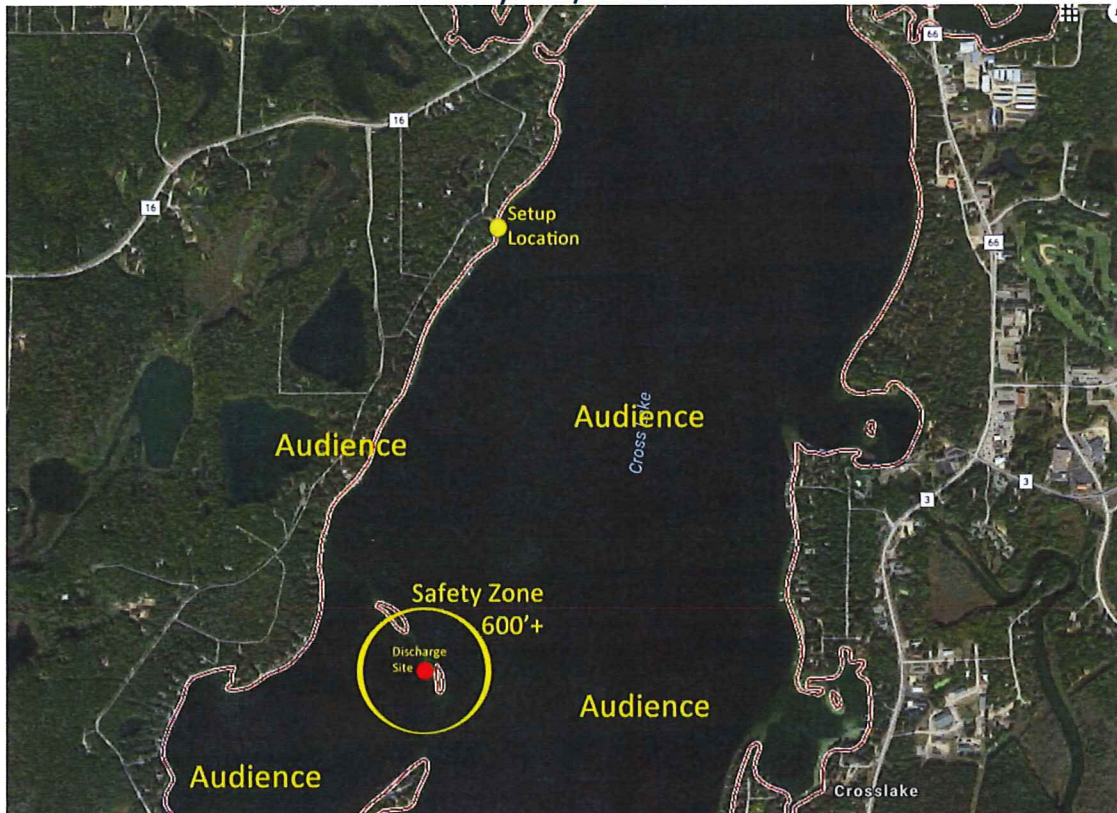 66
16
16
Setup
Location
66
Audience
Audience
Cross Lake
3
3
Safety Zone
600'+
Discharge
Site
Audience
Audience
Crosslake